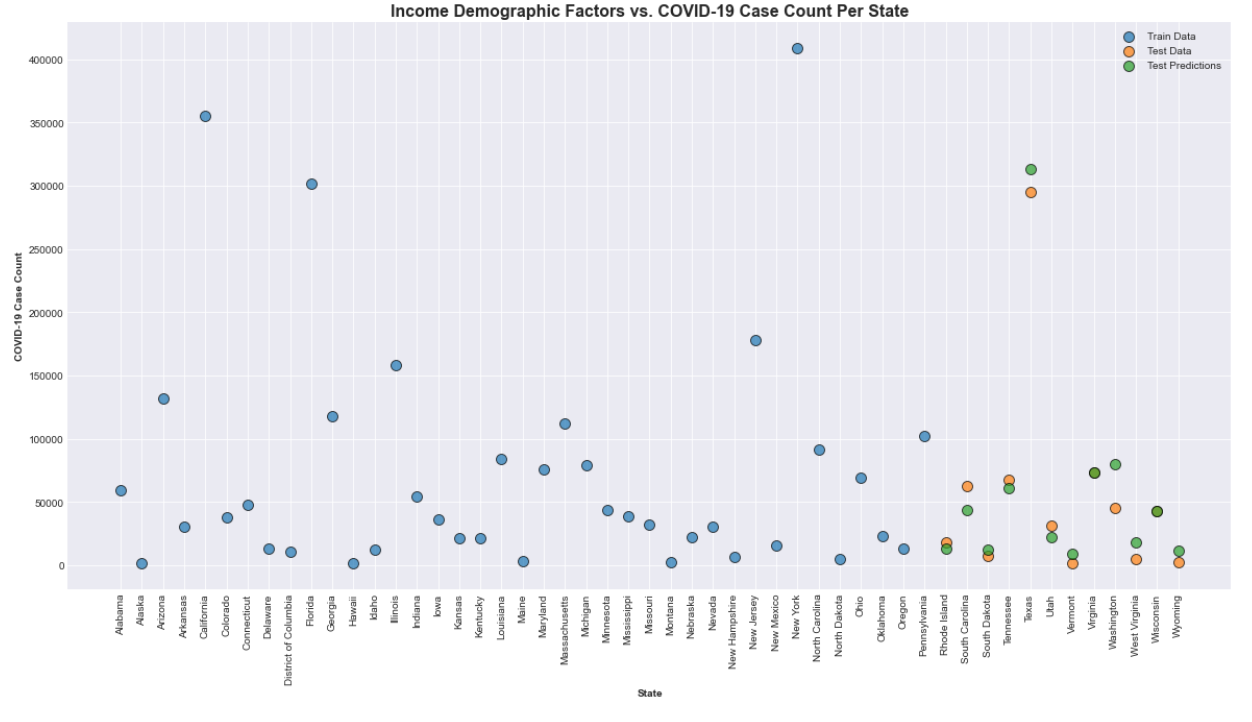 Income Demographic Factors vs. COVID-19 Case Count Per State
Train Data
Test Data
Test Predictions
400000
350000
300000
250000
200000
150000
100000
50000
0
COVID-19 Case Count
Alabama
Alaska
Arizona
Arkansas
California
Colorado
Connecticut
Delaware
District of Columbia
Florida
Georgia
Hawaii
Idaho
Illinois
Indiana
Iowa
Kansas
Kentucky
Louisiana
Maine
Maryland
Massachusetts
Michigan
Minnesota
Mississippi
Missouri
Montana
Nebraska
Nevada
New Hampshire
New Jersey
New Mexico
New York
North Carolina
North Dakota
Ohio
Oklahoma
Oregon
Pennsylvania
Rhode Island
South Carolina
South Dakota
Tennessee
Texas
Utah
Vermont
Virginia
Washington
West Virginia
Wisconsin
Wyoming
State